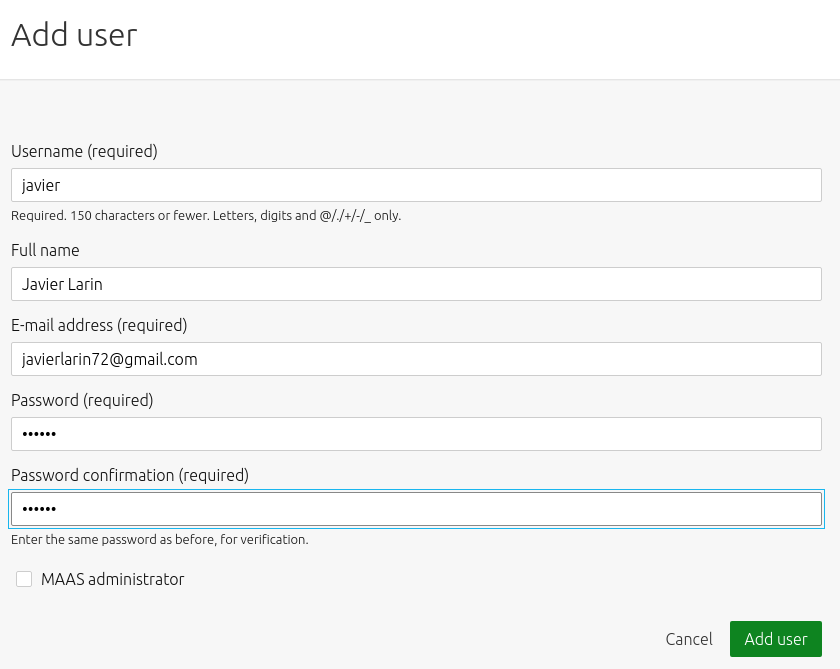 Add user
Username (required)
javier
Required. 150 characters or fewer. Letters, digits and @/./+/-/_ only.
Full name
Javier Larin
E-mail address (required)
javierlarin72@gmail.com
Password (required)
••••••
Password confirmation (required)
••••••
Enter the same password as before, for verification.
MAAS administrator
Cancel Add user